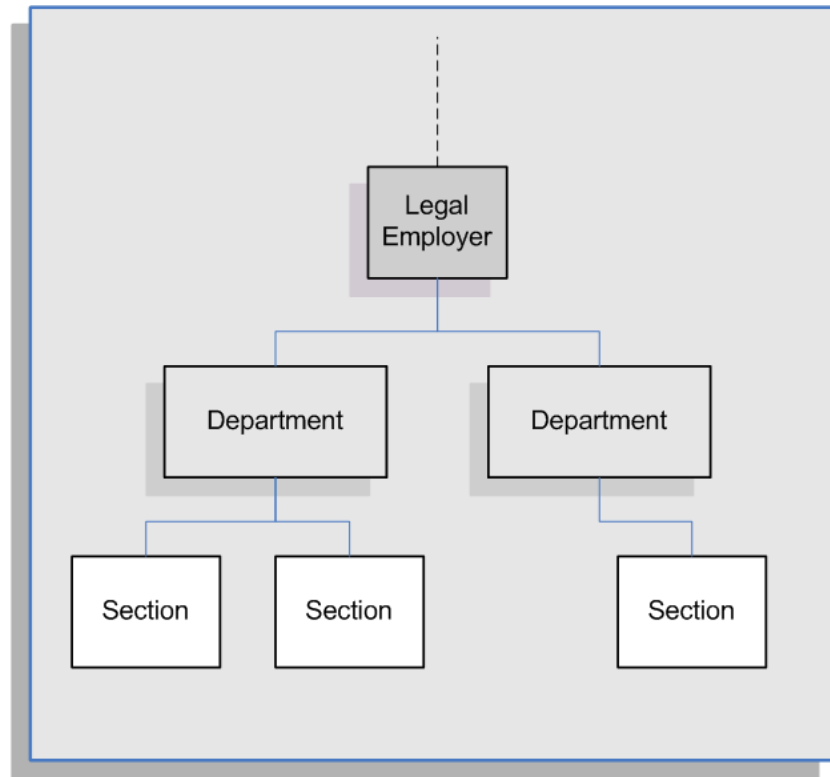 Legal
Employer
Department
Department
Section
Section
Section